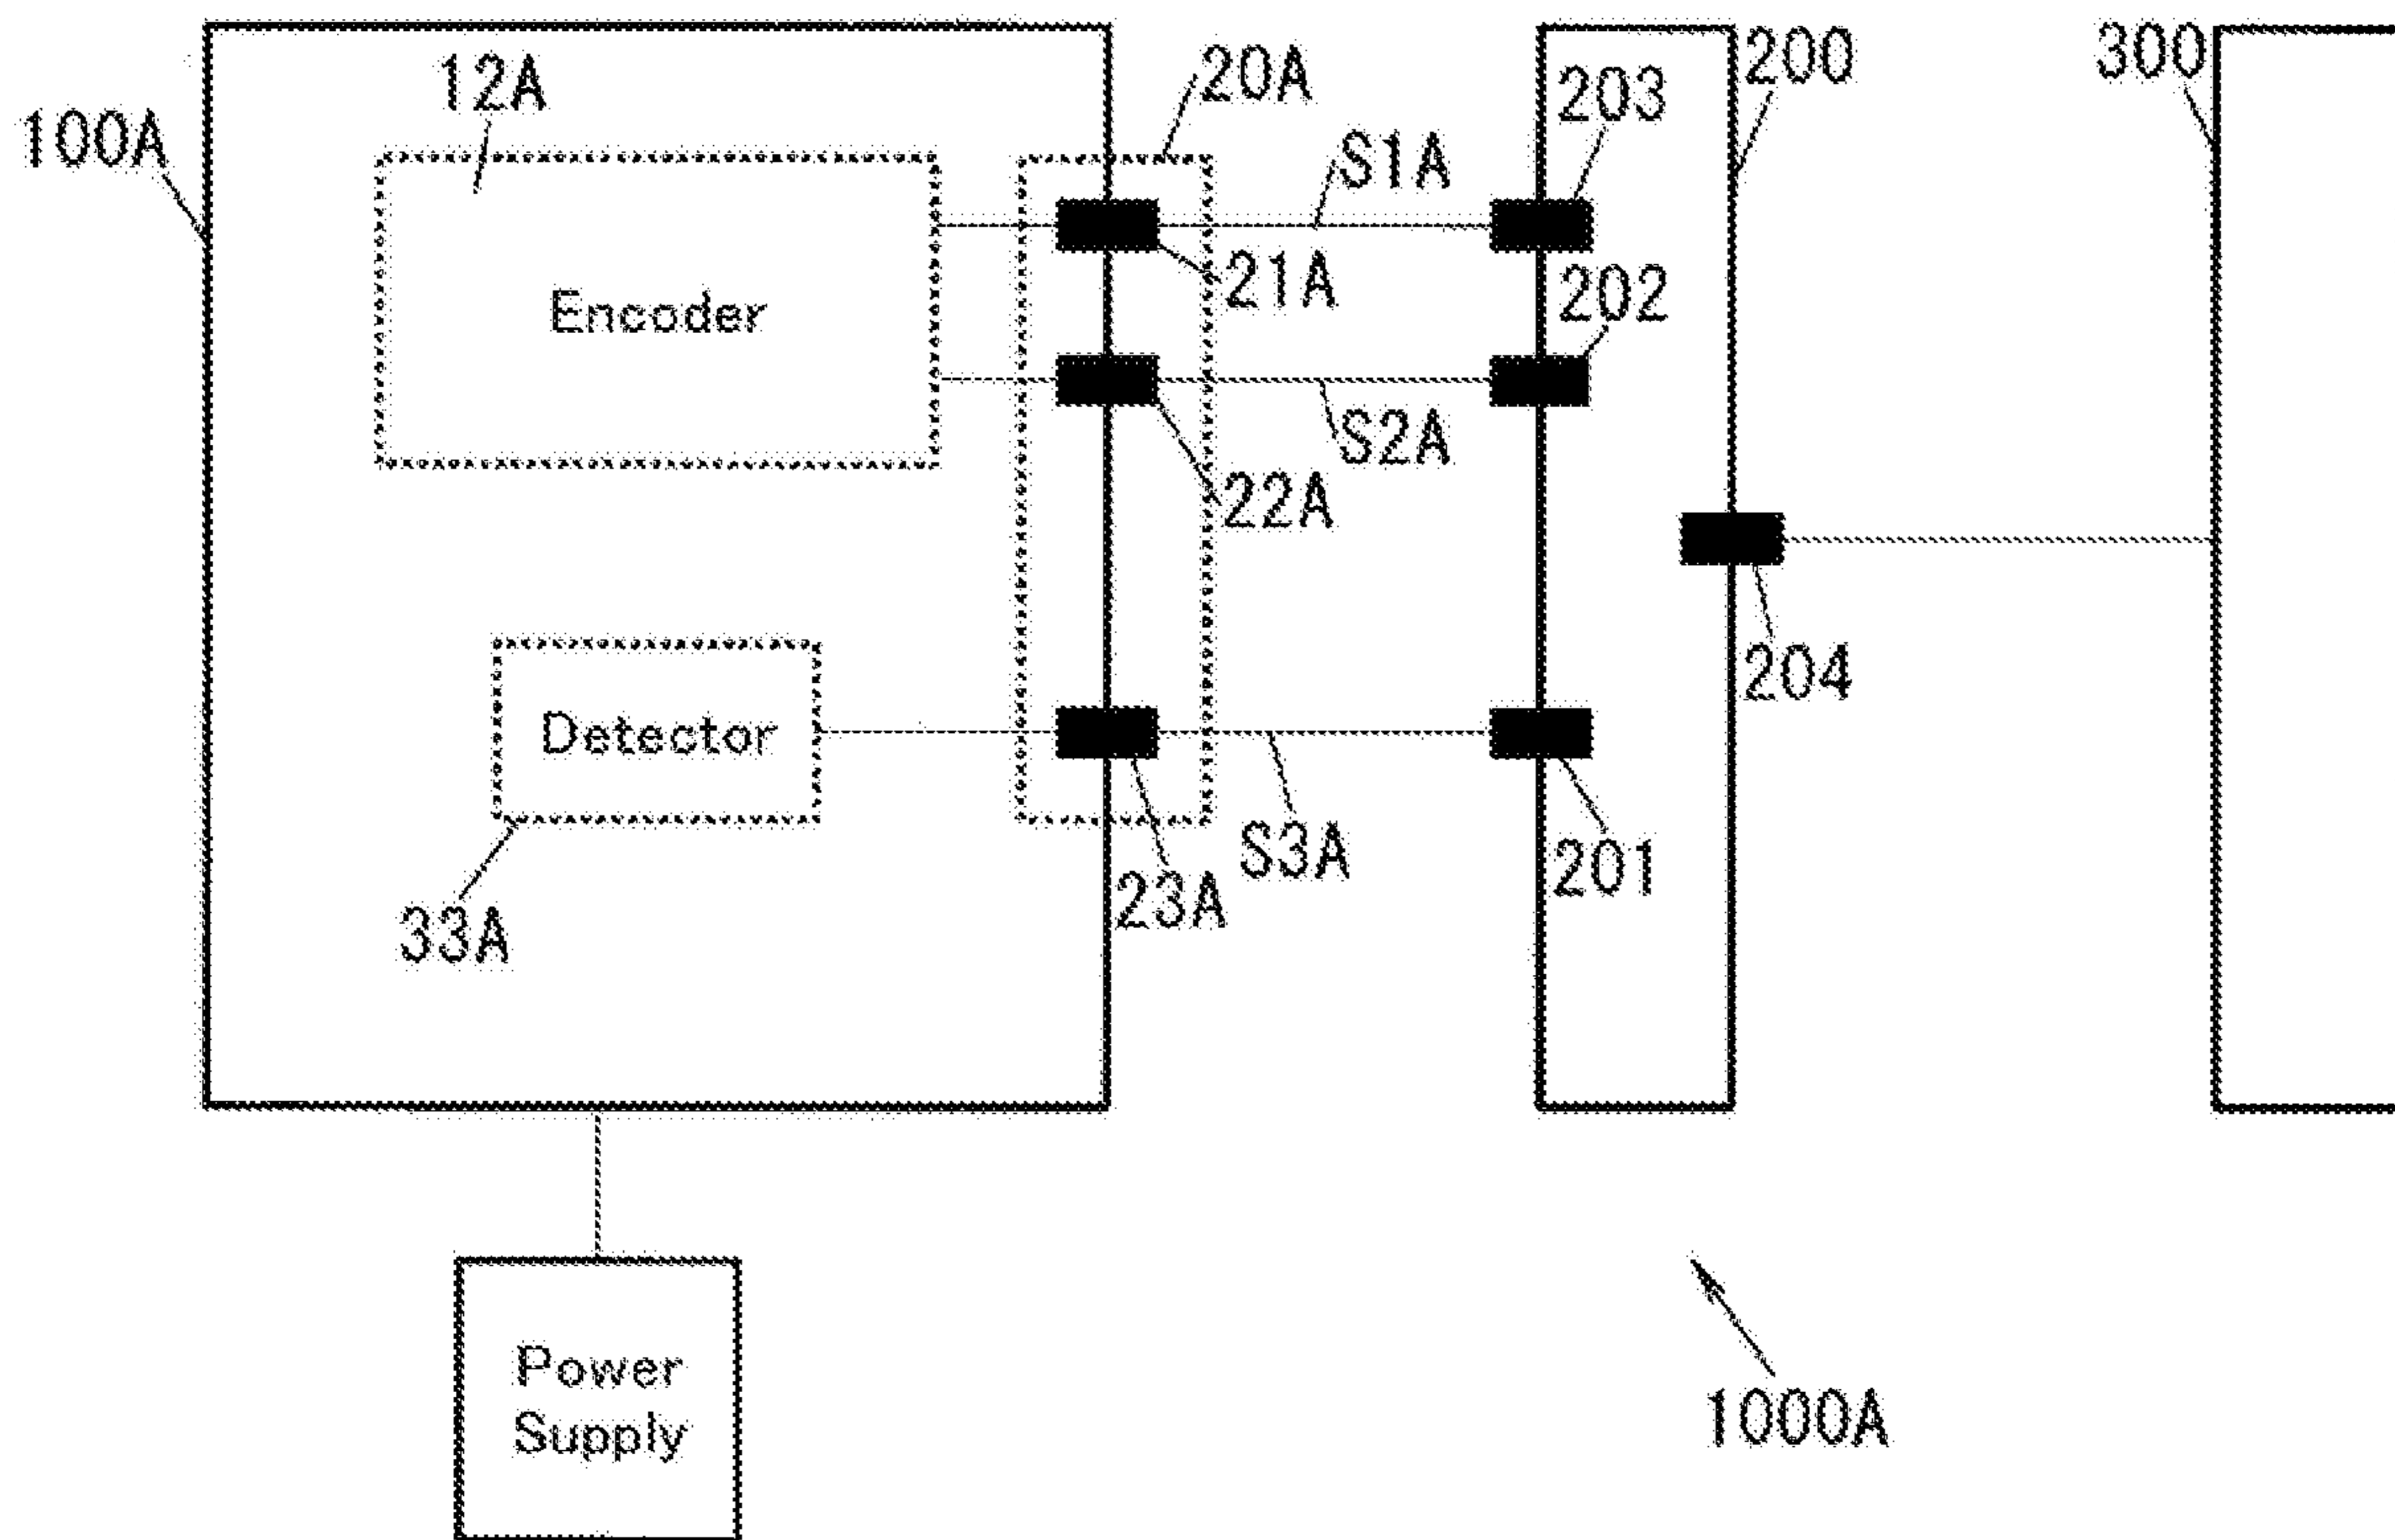 12A
20A
203
200
300
100A
S1A
Encoder
21A
202
S2A
22A
204
Detector
S3A
201
23A
33A
Power
Supply
1000A